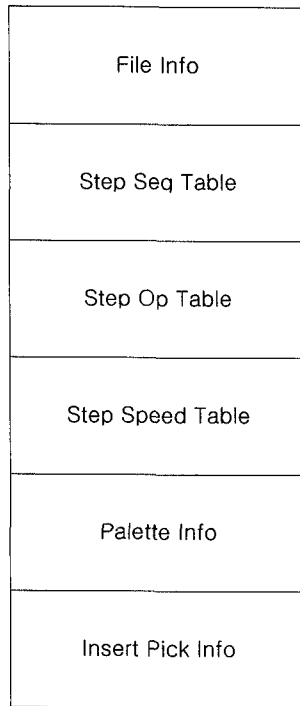 File Info
Step Seq Table
Step Op Table
Step Speed Table
Palette Info
Insert Pick Info